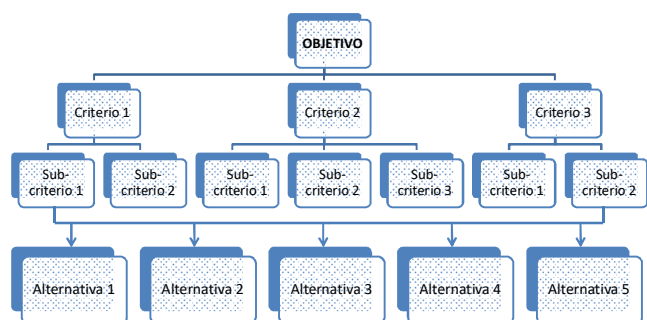 OBJETIVO
Criterio 1
Criterio 2
Criterio 3
Sub-
criterio 1
Sub-
criterio 2
Sub-
criterio 1
Sub-
criterio 2
Sub-
criterio 3
Sub-
criterio 1
Sub-
criterio 2
Alternativa 1
Alternativa 2
Alternativa 3
Alternativa 4
Alternativa 5